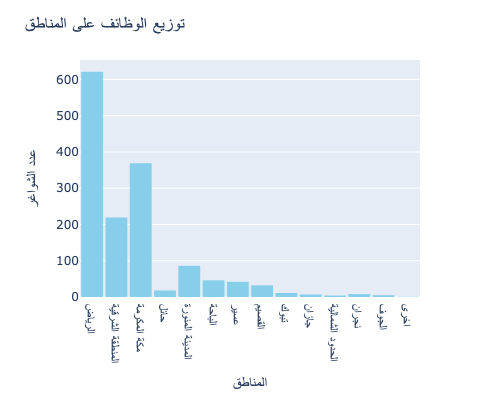 توزيع الوظائف على المناطق
عدد الشواغر
600
500
400
300
200
100
0
الرياض
المنطقة الشرقية
مكة المكرمة
حائل
المدينة المنورة
الباحة
عسير
القصيم
تبوك
جازان
الحدود الشمالية
نجران
الجوف
اخرى
المناطق